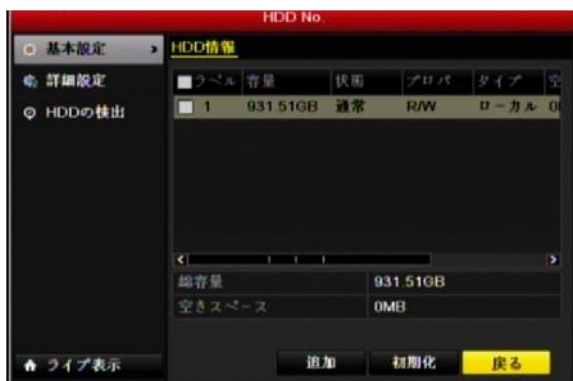 HDD No.
基本設定
詳細設定
HDDの検出
ライブ表示
HDD情報
ラベル 容量 状態 プロパ... タイプ 空
1 931.51GB 通常 R/W ローカル 0
総容量 931.51GB
空きスペース 0MB
追加 初期化 戻る